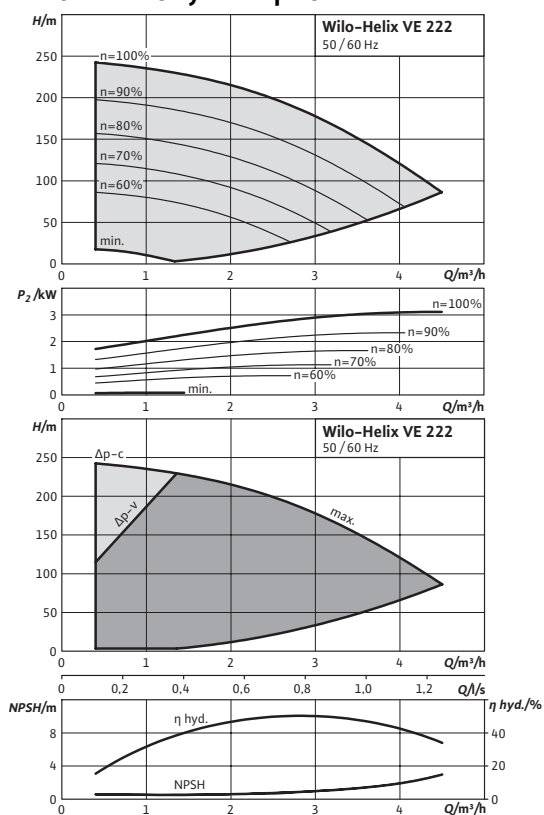 H/m
Wilo-Helix VE 222
50 / 60 Hz
n=100%
250
n=90%
200
n=80%
150
n=70%
100
n=60%
50
min.
0
0 1 2 3 4 Q/m³/h
P₂ /kW
n=100%
3
n=90%
2
n=80%
1
n=70%
n=60%
min.
0
0 1 2 3 4 Q/m³/h
H/m
Wilo-Helix VE 222
50 / 60 Hz
Δp-c
250
200
Δp-v
max.
150
100
50
0
0 1 2 3 4 Q/m³/h
0 0,2 0,4 0,6 0,8 1,0 1,2 Q/l/s
NPSH/m
η hyd./%
η hyd.
8 40
4 20
NPSH
0 0
0 1 2 3 4 Q/m³/h